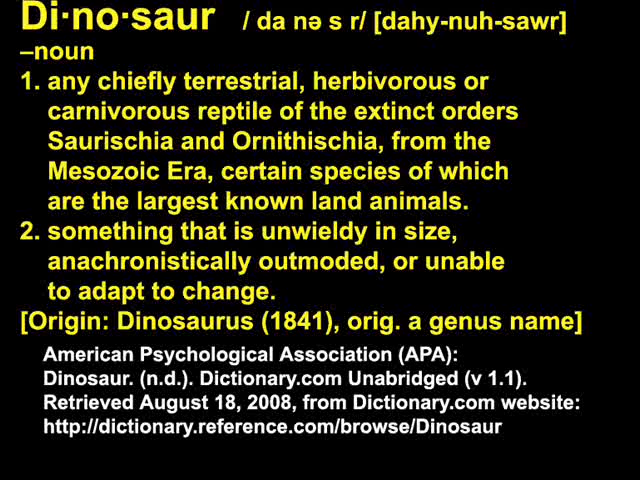 Di·no·saur / da nə s r/ [dahy-nuh-sawr]
–noun
1. any chiefly terrestrial, herbivorous or
carnivorous reptile of the extinct orders
Saurischia and Ornithischia, from the
Mesozoic Era, certain species of which
are the largest known land animals.
2. something that is unwieldy in size,
anachronistically outmoded, or unable
to adapt to change.
[Origin: Dinosaurus (1841), orig. a genus name]
American Psychological Association (APA):
Dinosaur. (n.d.). Dictionary.com Unabridged (v 1.1).
Retrieved August 18, 2008, from Dictionary.com website:
http://dictionary.reference.com/browse/Dinosaur